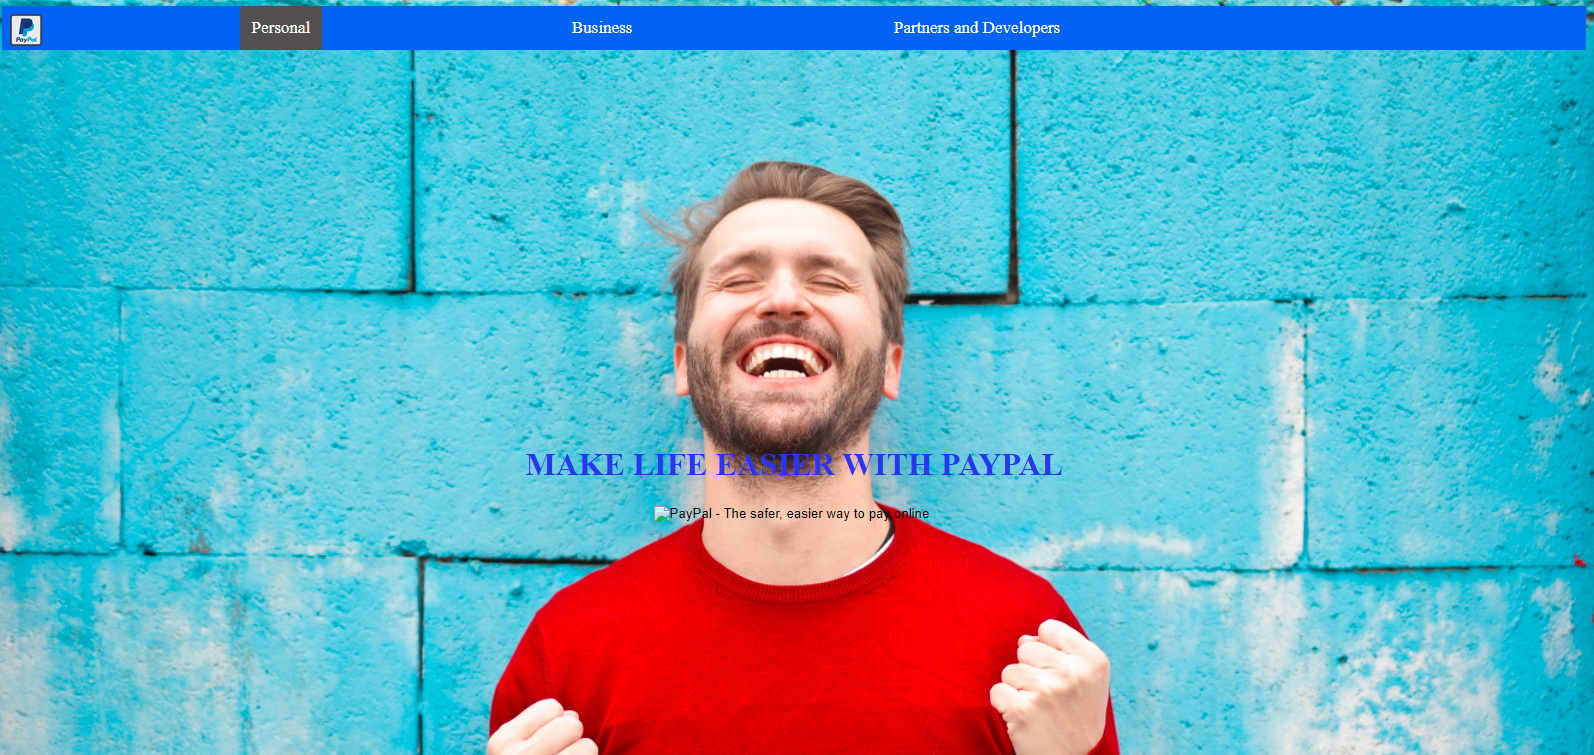 PayPal
Personal
Business
Partners and Developers
MAKE LIFE EASIER WITH PAYPAL
PayPal - The safer, easier way to pay online